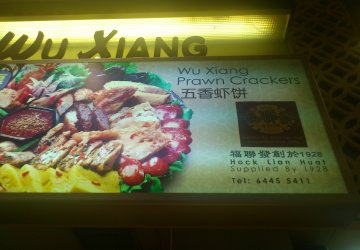 WU XIANG
Wu Xiang
Prawn Crackers
五香虾饼
福聯發創於1928
Hock Lian Huat
Supplied By 1928
Tel: 6445 5411